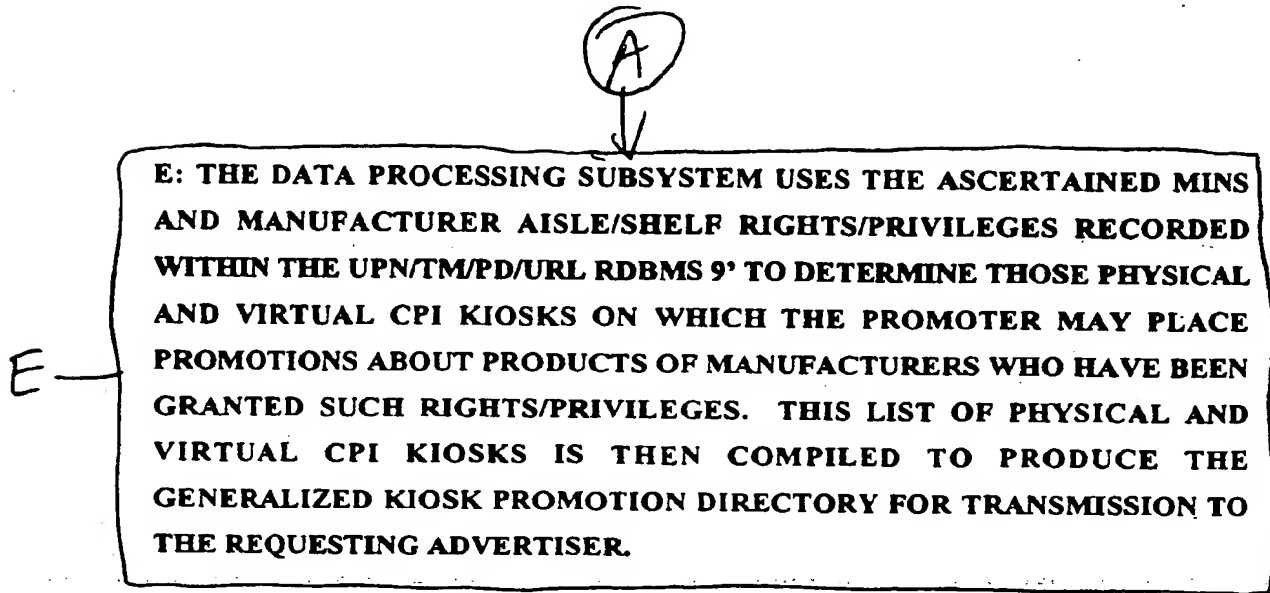 A
E: THE DATA PROCESSING SUBSYSTEM USES THE ASCERTAINED MINS
AND MANUFACTURER AISLE/SHELF RIGHTS/PRIVILEGES RECORDED
WITHIN THE UPN/TM/PD/URL RDBMS 9' TO DETERMINE THOSE PHYSICAL
AND VIRTUAL CPI KIOSKS ON WHICH THE PROMOTER MAY PLACE
PROMOTIONS ABOUT PRODUCTS OF MANUFACTURERS WHO HAVE BEEN
E
GRANTED SUCH RIGHTS/PRIVILEGES. THIS LIST OF PHYSICAL AND
VIRTUAL CPI KIOSKS IS THEN COMPILED TO PRODUCE THE
GENERALIZED KIOSK PROMOTION DIRECTORY FOR TRANSMISSION TO
THE REQUESTING ADVERTISER.